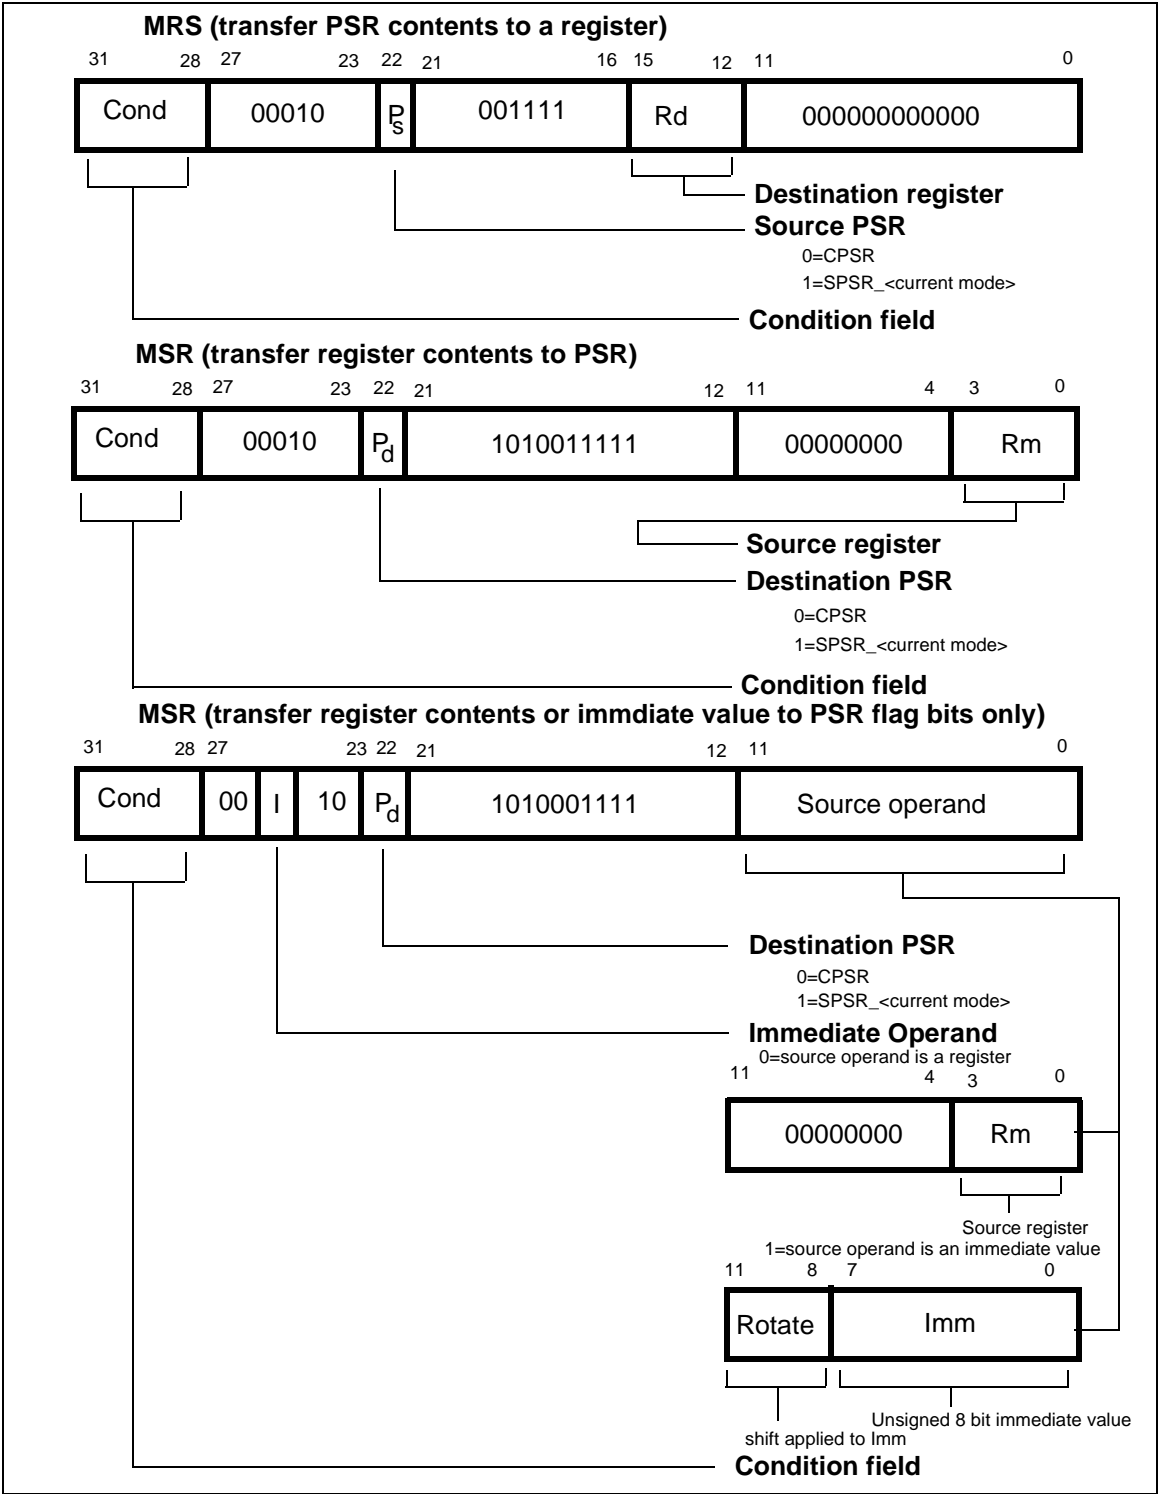 MRS (transfer PSR contents to a register)
31 28 27 23 22 21 16 15 12 11 0
Cond 00010 Ps 001111 Rd 000000000000
Destination register
Source PSR
0=CPSR
1=SPSR_<current mode>
Condition field
MSR (transfer register contents to PSR)
31 28 27 23 22 21 12 11 4 3 0
Cond 00010 Pd 1010011111 00000000 Rm
Source register
Destination PSR
0=CPSR
1=SPSR_<current mode>
Condition field
MSR (transfer register contents or immdiate value to PSR flag bits only)
31 28 27 23 22 21 12 11 0
Cond 00 I 10 Pd 1010001111 Source operand
Destination PSR
0=CPSR
1=SPSR_<current mode>
Immediate Operand
0=source operand is a register
11 4 3 0
00000000 Rm
Source register
1=source operand is an immediate value
11 8 7 0
Rotate Imm
Unsigned 8 bit immediate value
shift applied to Imm
Condition field